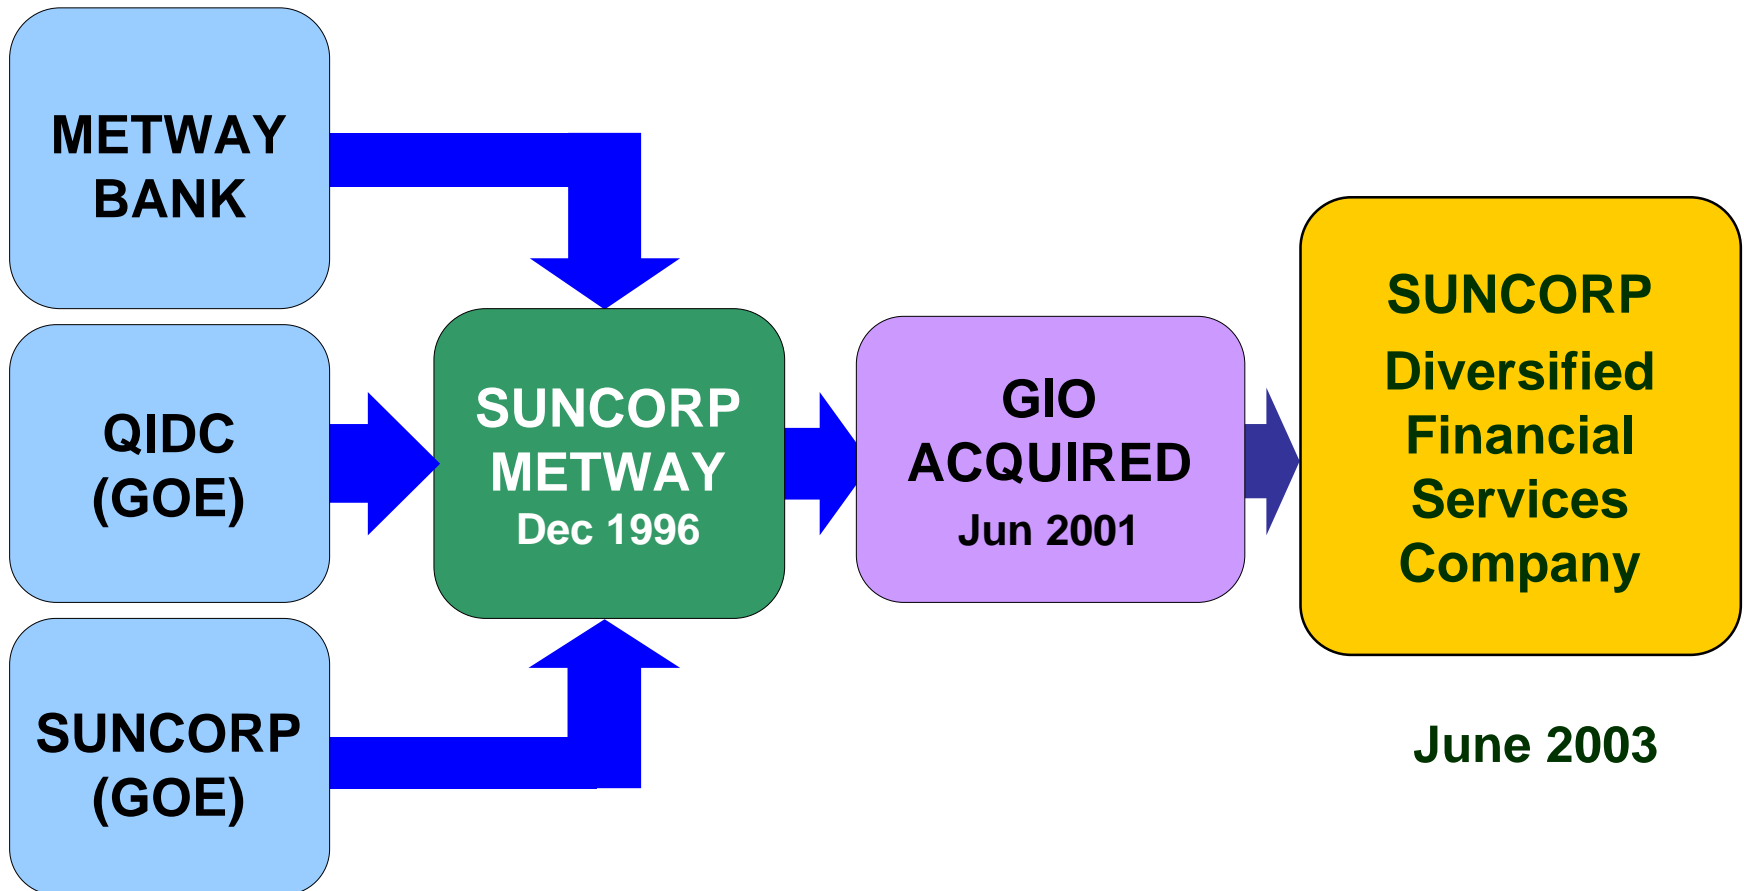 METWAY
BANK
QIDC
(GOE)
SUNCORP
(GOE)
SUNCORP
METWAY
Dec 1996
GIO
ACQUIRED
Jun 2001
SUNCORP
Diversified
Financial
Services
Company
June 2003